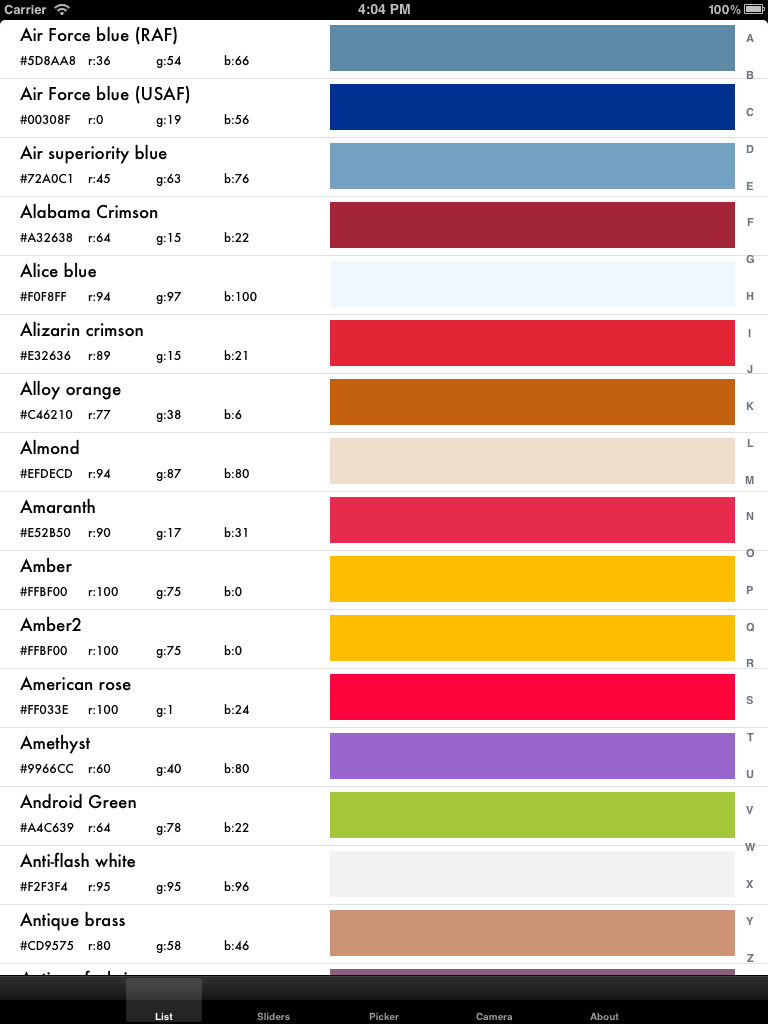 Carrier 4:04 PM 100%
Air Force blue (RAF)
#5D8AA8 r:36 g:54 b:66
Air Force blue (USAF)
#00308F r:0 g:19 b:56
Air superiority blue
#72A0C1 r:45 g:63 b:76
Alabama Crimson
#A32638 r:64 g:15 b:22
Alice blue
#F0F8FF r:94 g:97 b:100
Alizarin crimson
#E32636 r:89 g:15 b:21
Alloy orange
#C46210 r:77 g:38 b:6
Almond
#EFDECD r:94 g:87 b:80
Amaranth
#E52B50 r:90 g:17 b:31
Amber
#FFBF00 r:100 g:75 b:0
Amber2
#FFBF00 r:100 g:75 b:0
American rose
#FF033E r:100 g:1 b:24
Amethyst
#9966CC r:60 g:40 b:80
Android Green
#A4C639 r:64 g:78 b:22
Anti-flash white
#F2F3F4 r:95 g:95 b:96
Antique brass
#CD9575 r:80 g:58 b:46
A
B
C
D
E
F
G
H
I
J
K
L
M
N
O
P
Q
R
S
T
U
V
W
X
Y
Z
List Sliders Picker Camera About